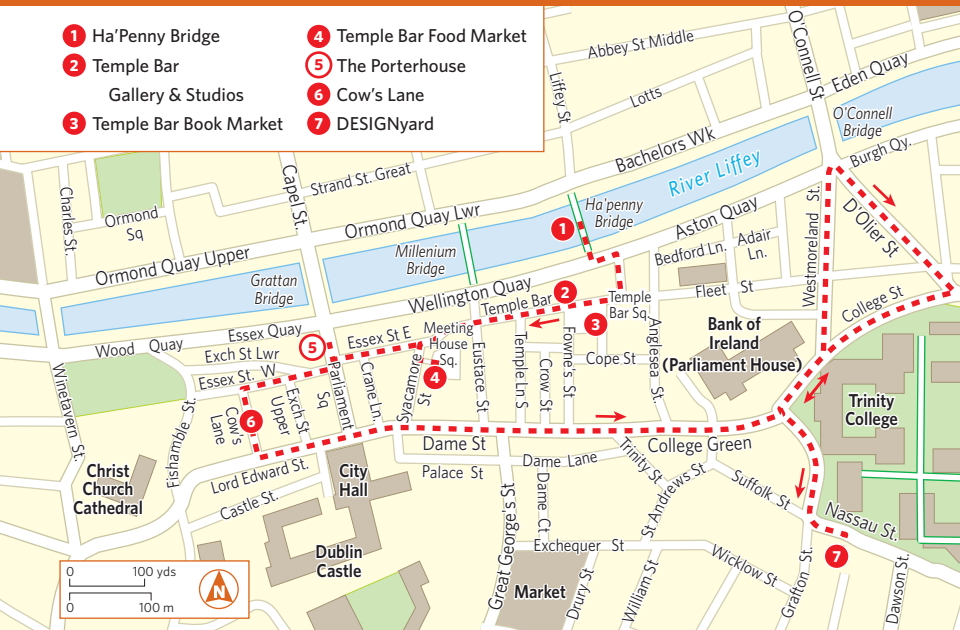 1 Ha'Penny Bridge
2 Temple Bar
Gallery & Studios
3 Temple Bar Book Market
4 Temple Bar Food Market
5 The Porterhouse
6 Cow's Lane
7 DESIGNyard
Abbey St Middle
O'Connell St
Eden Quay
Liffey St
Lotts
O'Connell
Bridge
Bachelors Wk
Burgh Qy.
River Liffey
Strand St. Great
Capel St.
Charles St.
Ormond
Sq
Ormond Quay Lwr
Ha'penny
Bridge
1
Aston Quay
Westmoreland St.
D'Olier St
Ormond Quay Upper
Millenium
Bridge
Bedford Ln.
Adair
Ln.
Grattan
Bridge
Wellington Quay
Temple Bar
2
Temple
Bar Sq.
Fleet St
College St
3
Essex Quay
Wood Quay
Essex St E
Meeting
House
Sq.
Bank of
Ireland
(Parliament House)
Exch St Lwr
5
4
Cope St
Anglesea St
Essex St. W
Winetavern St.
Fishamble St.
Cow's
Lane
6
Exch St
Upper
Parliament
Sq
Crane Ln.
Sycamore
St
Eustace St
Temple Ln.S
Crow St
Fowne's St
Trinity
College
Dame St
College Green
Christ
Church
Cathedral
Lord Edward St.
City
Hall
Palace St
Dame Lane
Trinity St
St Andrews St
Suffolk St
Nassau St.
Castle St.
Great George's St
Dame Ct
Dublin
Castle
Exchequer St
Wicklow St
7
Market
Drury St
William St
Grafton St.
Dawson St.
0 100 yds
0 100 m
N